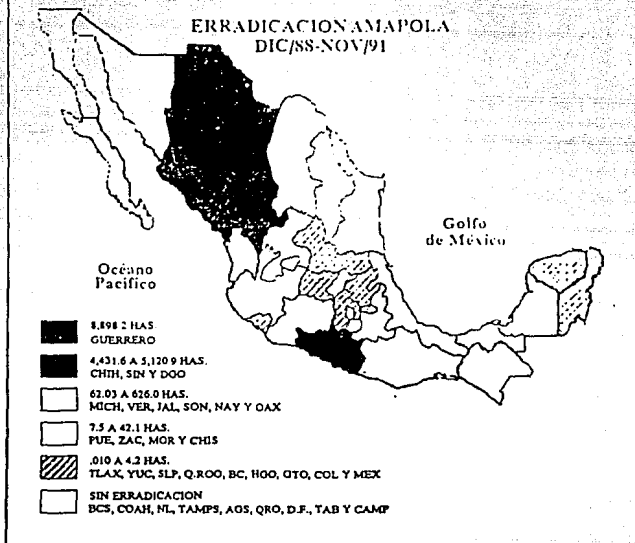 ERRADICACION AMAPOLA
DIC/88-NOV/91
Golfo
de México
Océano
Pacífico
8,898 2 HAS.
GUERRERO
4,431.6 A 5,120 9 HAS.
CHIH, SIN Y DGO
62.03 A 626.0 HAS.
MICH, VER, JAL, SON, NAY Y OAX
7.5 A 42.1 HAS.
PUE, ZAC, MOR Y CHIS
.010 A 4.2 HAS.
TLAX, YUC, SLP, Q.ROO, BC, HGO, GTO, COL Y MEX
SIN ERRADICACION
BCS, COAH, NL, TAMPS, AGS, QRO, D.F., TAB Y CAMP